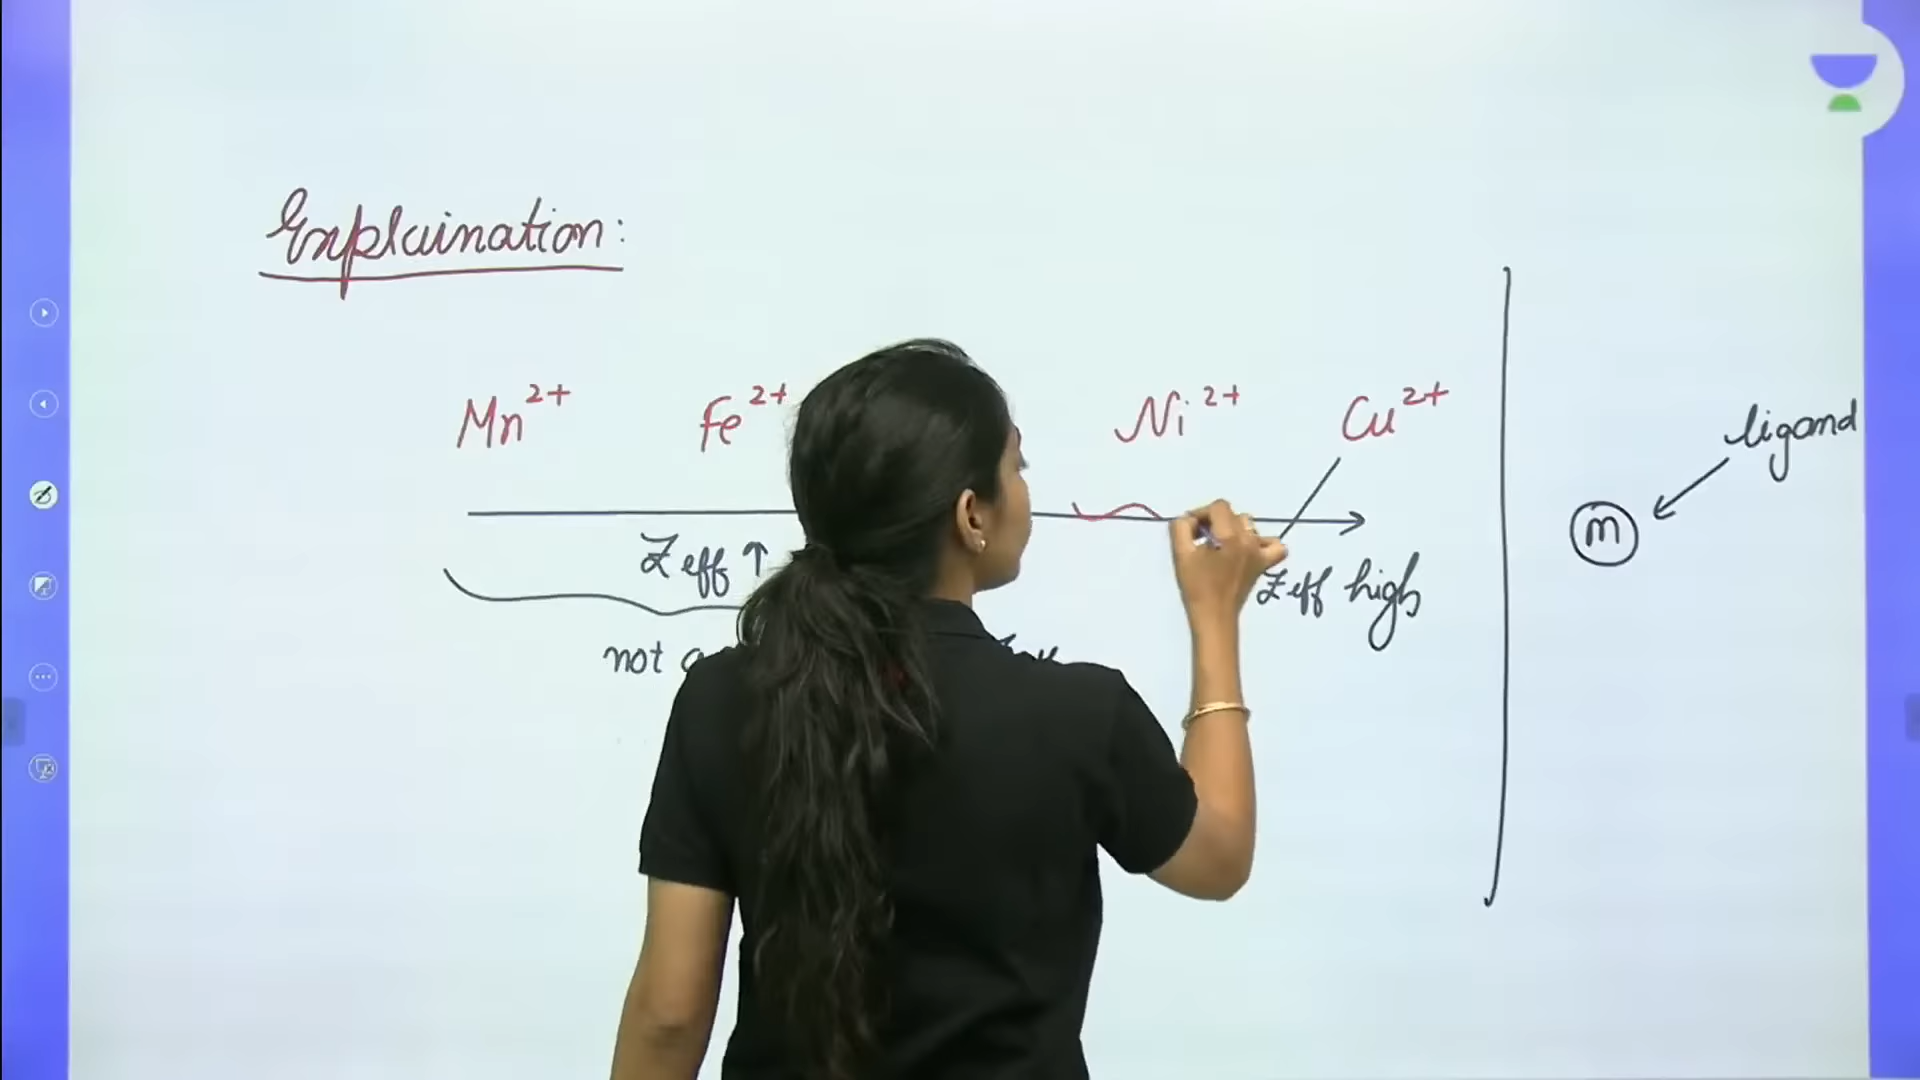 Explaination:
Mn2+ Fe2+ Ni2+ Cu2+
ligand
m
Zeff ↑
Zeff high
not